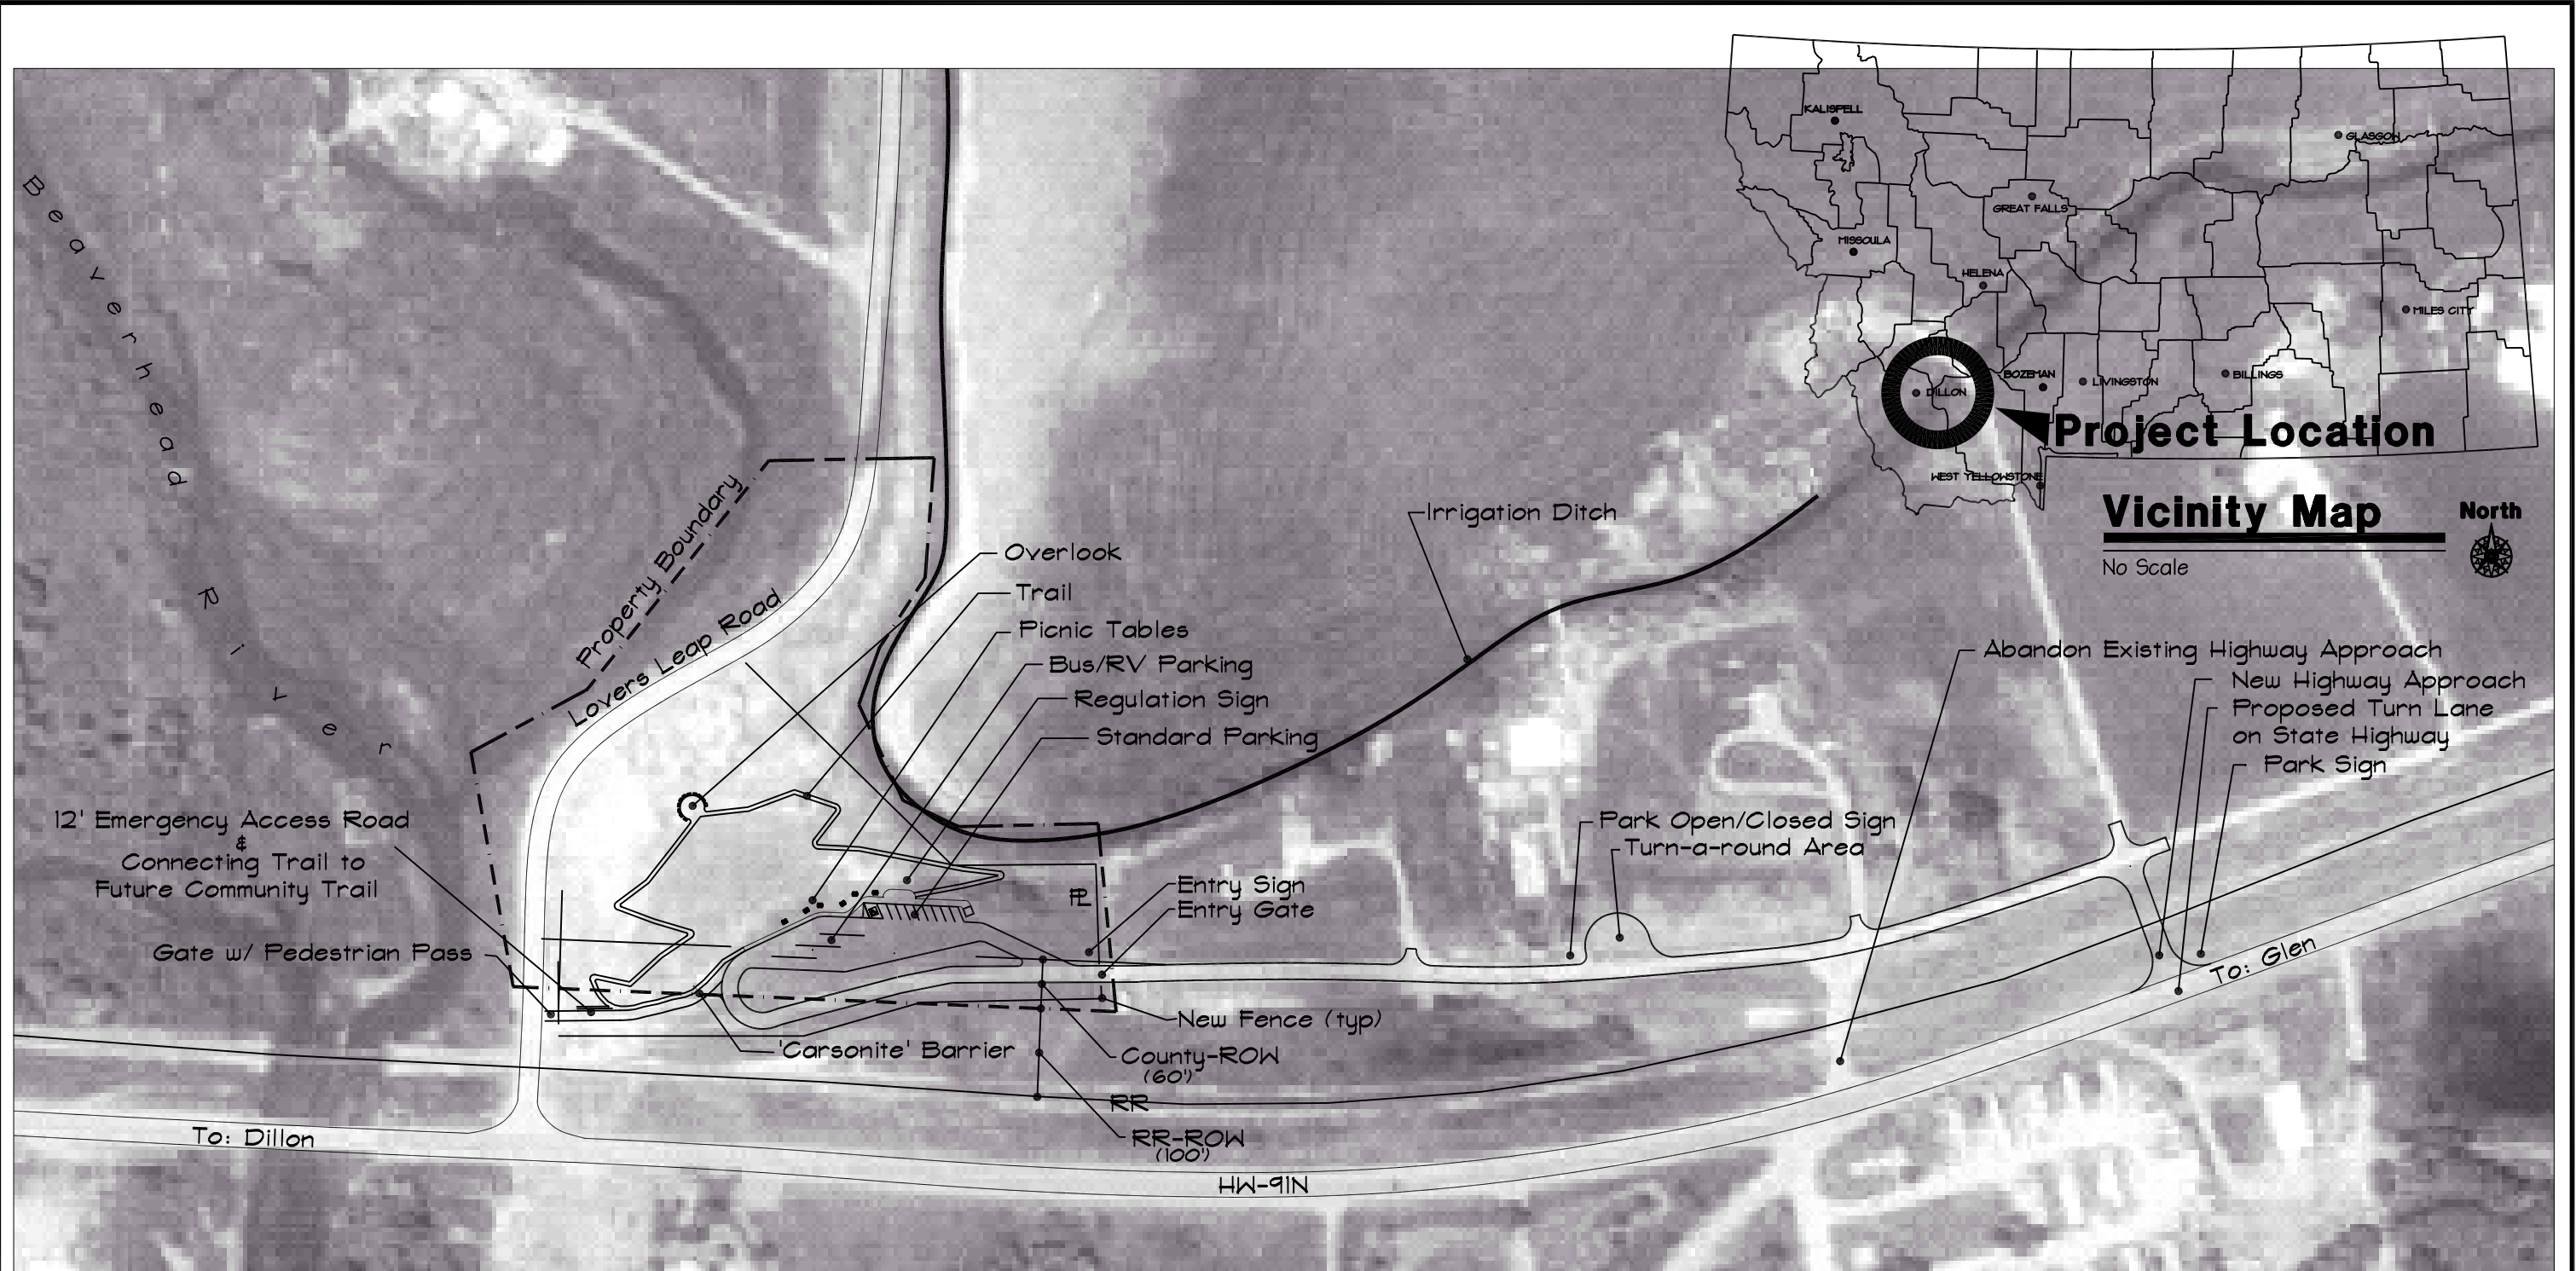 KALISPELL
GLASGOW
GREAT FALLS
MISSOULA
HELENA
MILES CITY
BOZEMAN
LIVINGSTON
BILLINGS
DILLON
Project Location
WEST YELLOWSTONE
Vicinity Map
North
No Scale
Beaverhead River
Property Boundary
Lovers Leap Road
Irrigation Ditch
Overlook
Trail
Picnic Tables
Bus/RV Parking
Regulation Sign
Standard Parking
Abandon Existing Highway Approach
New Highway Approach
Proposed Turn Lane
on State Highway
Park Sign
12' Emergency Access Road
&
Connecting Trail to
Future Community Trail
Gate w/ Pedestrian Pass
Park Open/Closed Sign
Turn-a-round Area
PL
Entry Sign
Entry Gate
To: Glen
New Fence (typ)
'Carsonite' Barrier
County-ROW
(60')
RR
RR-ROW
(100')
To: Dillon
HW-91N